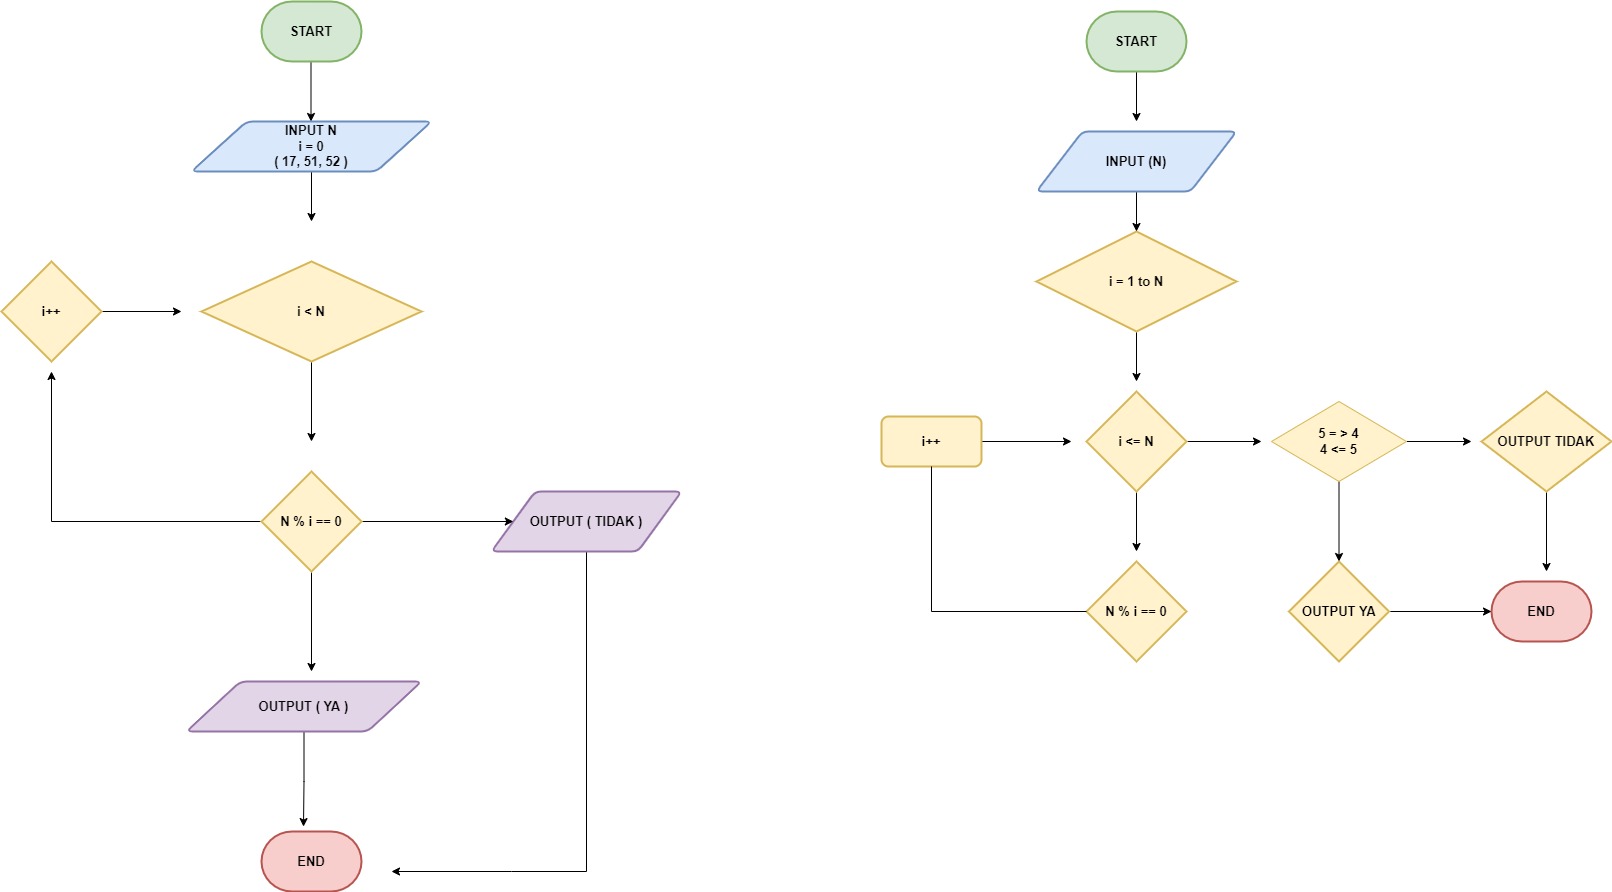 START
INPUT N
i = 0
( 17, 51, 52 )
i++
i < N
N % i == 0
OUTPUT ( TIDAK )
OUTPUT ( YA )
END
START
INPUT (N)
i = 1 to N
i++
i <= N
5 = > 4
4 <= 5
OUTPUT TIDAK
N % i == 0
OUTPUT YA
END